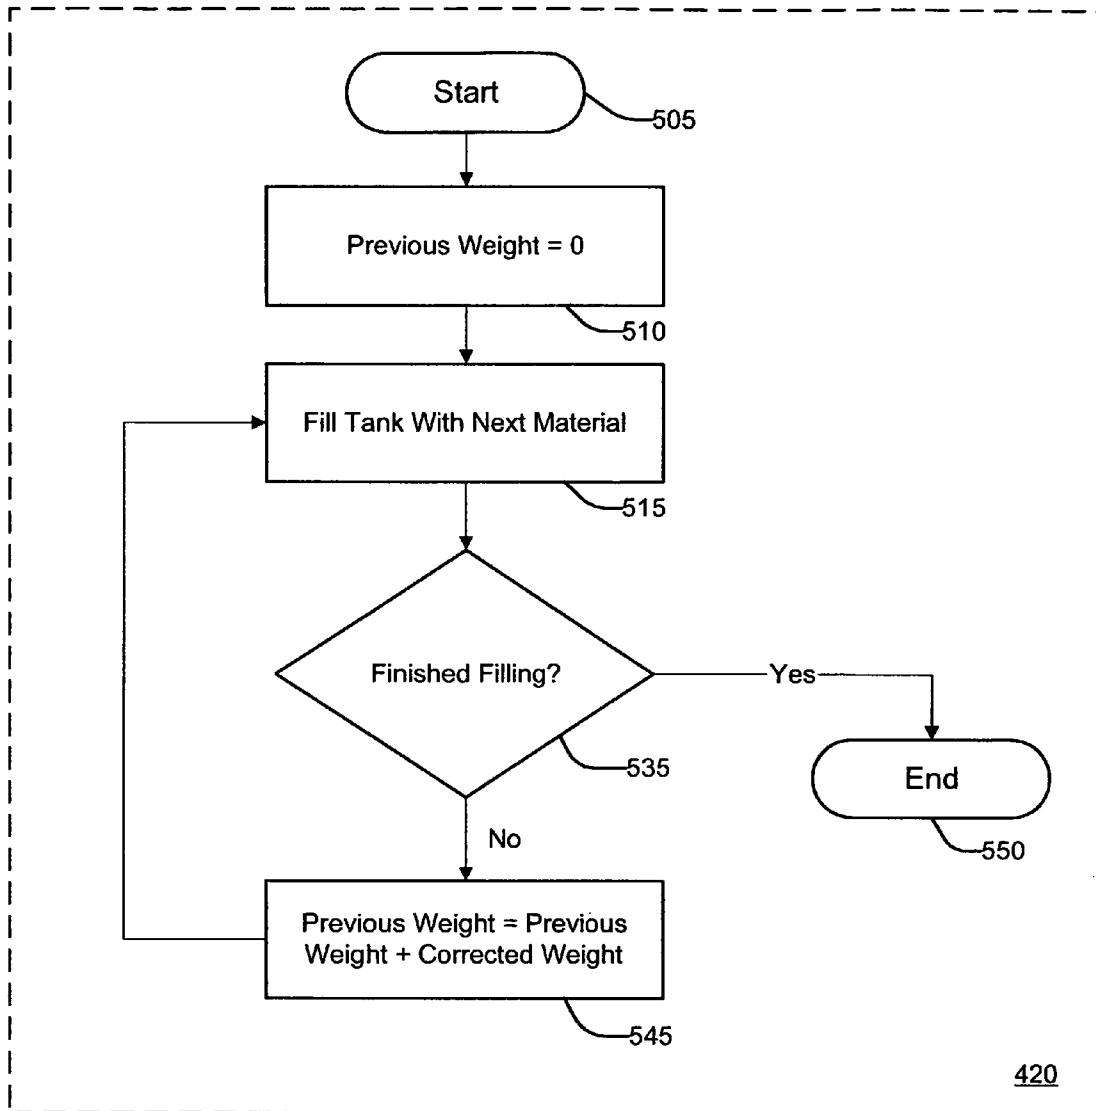 Start
505
Previous Weight = 0
510
Fill Tank With Next Material
515
Finished Filling?
Yes
535
End
No
550
Previous Weight = Previous
Weight + Corrected Weight
545
420